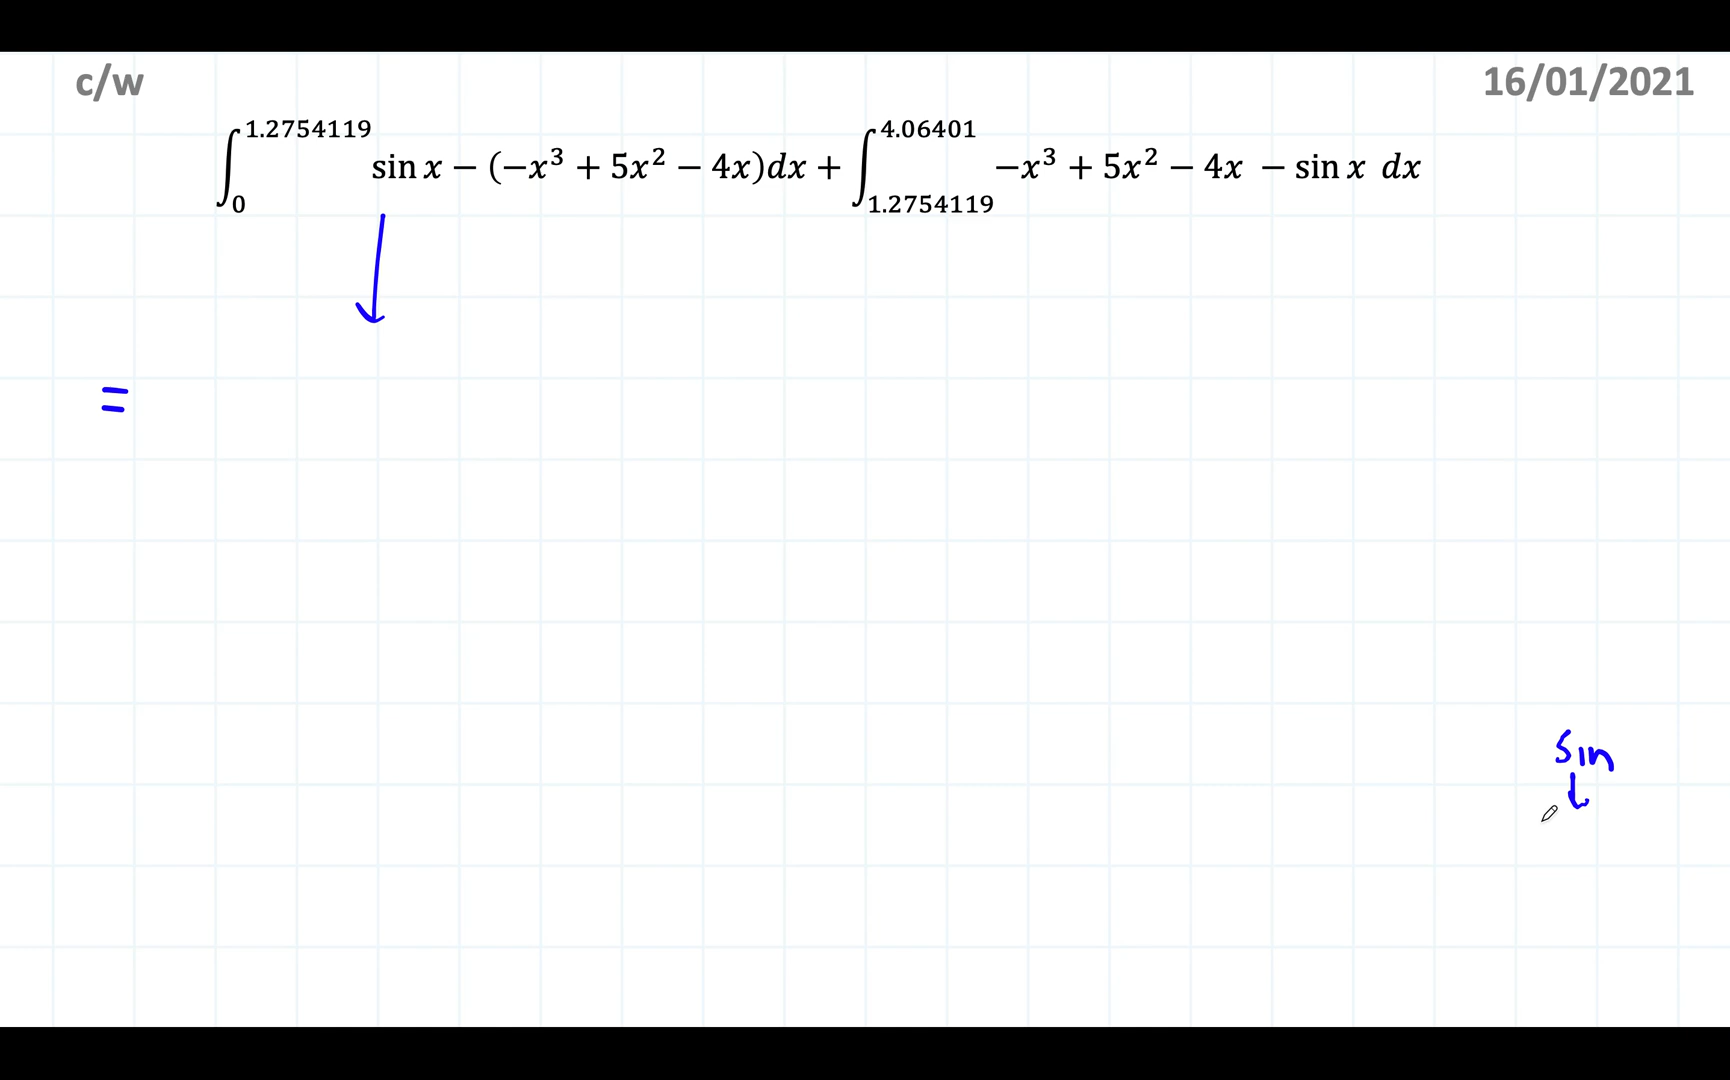 c/w 16/01/2021
∫₀^1.2754119 sin x − (−x³ + 5x² − 4x)dx + ∫₁.₂₇₅₄₁₁₉^4.06401 −x³ + 5x² − 4x − sin x dx
=
Sin